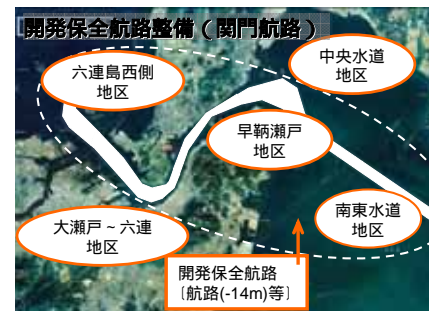 開発保全航路整備（関門航路）
六連島西側
地区
中央水道
地区
早鞆瀬戸
地区
大瀬戸～六連
地区
南東水道
地区
開発保全航路
［航路(-14m)等］